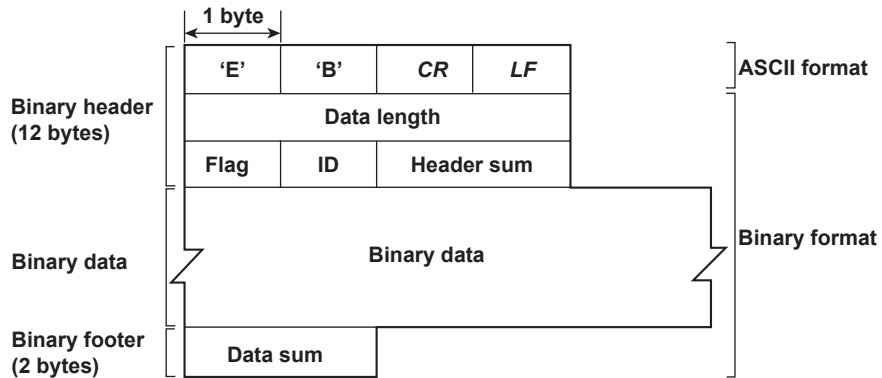 1 byte
‘E’ ‘B’ CR LF
ASCII format
Binary header
(12 bytes)
Data length
Flag ID Header sum
Binary data
Binary data
Binary format
Binary footer
(2 bytes)
Data sum